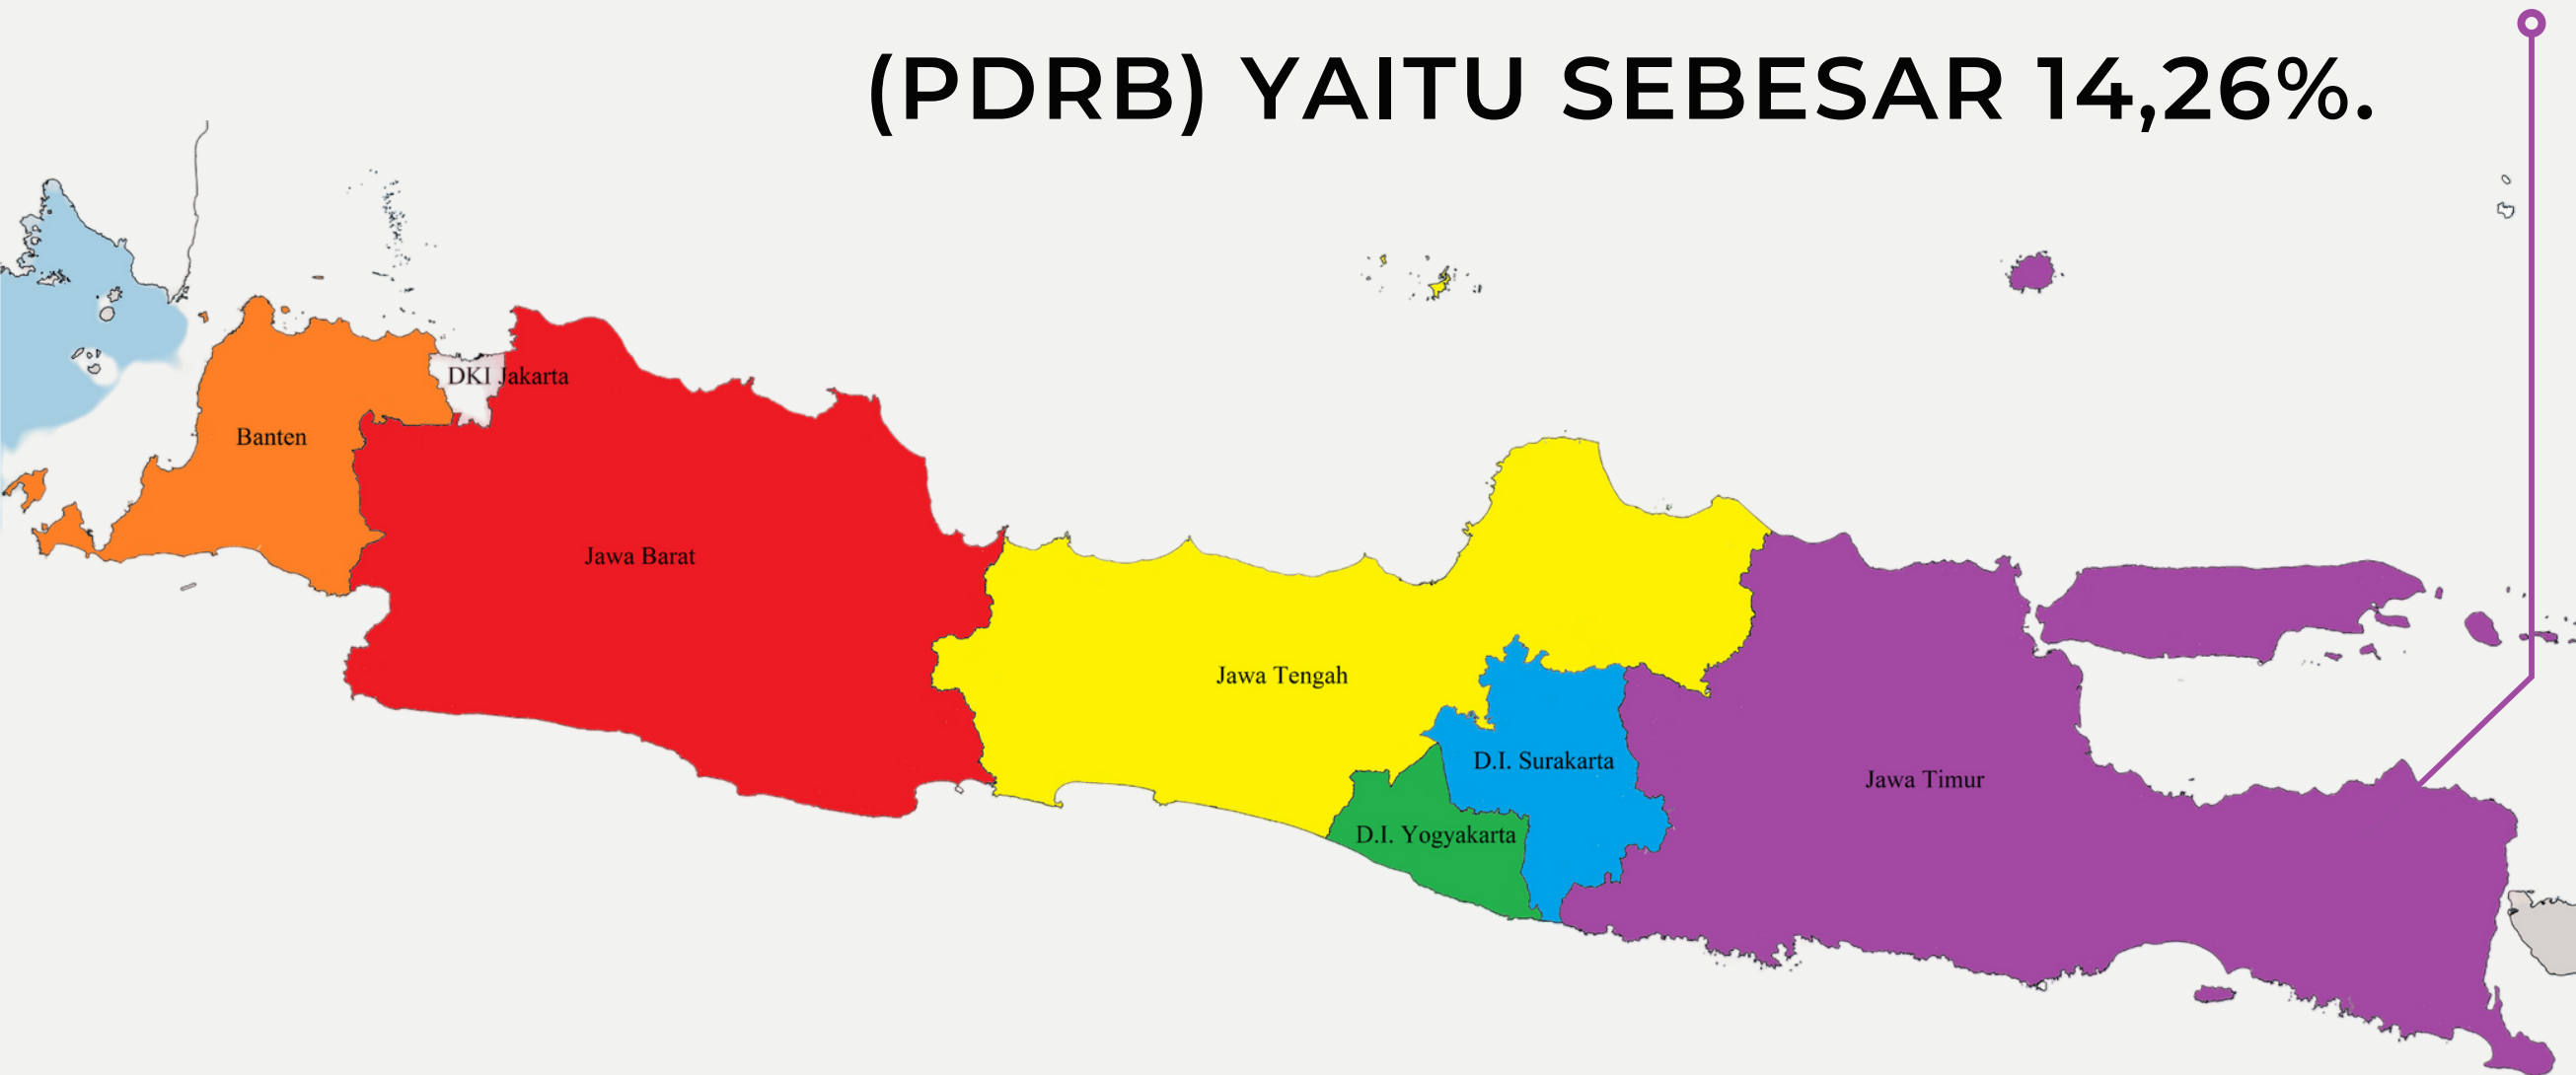 (PDRB) YAITU SEBESAR 14,26%.
DKI Jakarta
Banten
Jawa Barat
Jawa Tengah
D.I. Surakarta
Jawa Timur
D.I. Yogyakarta